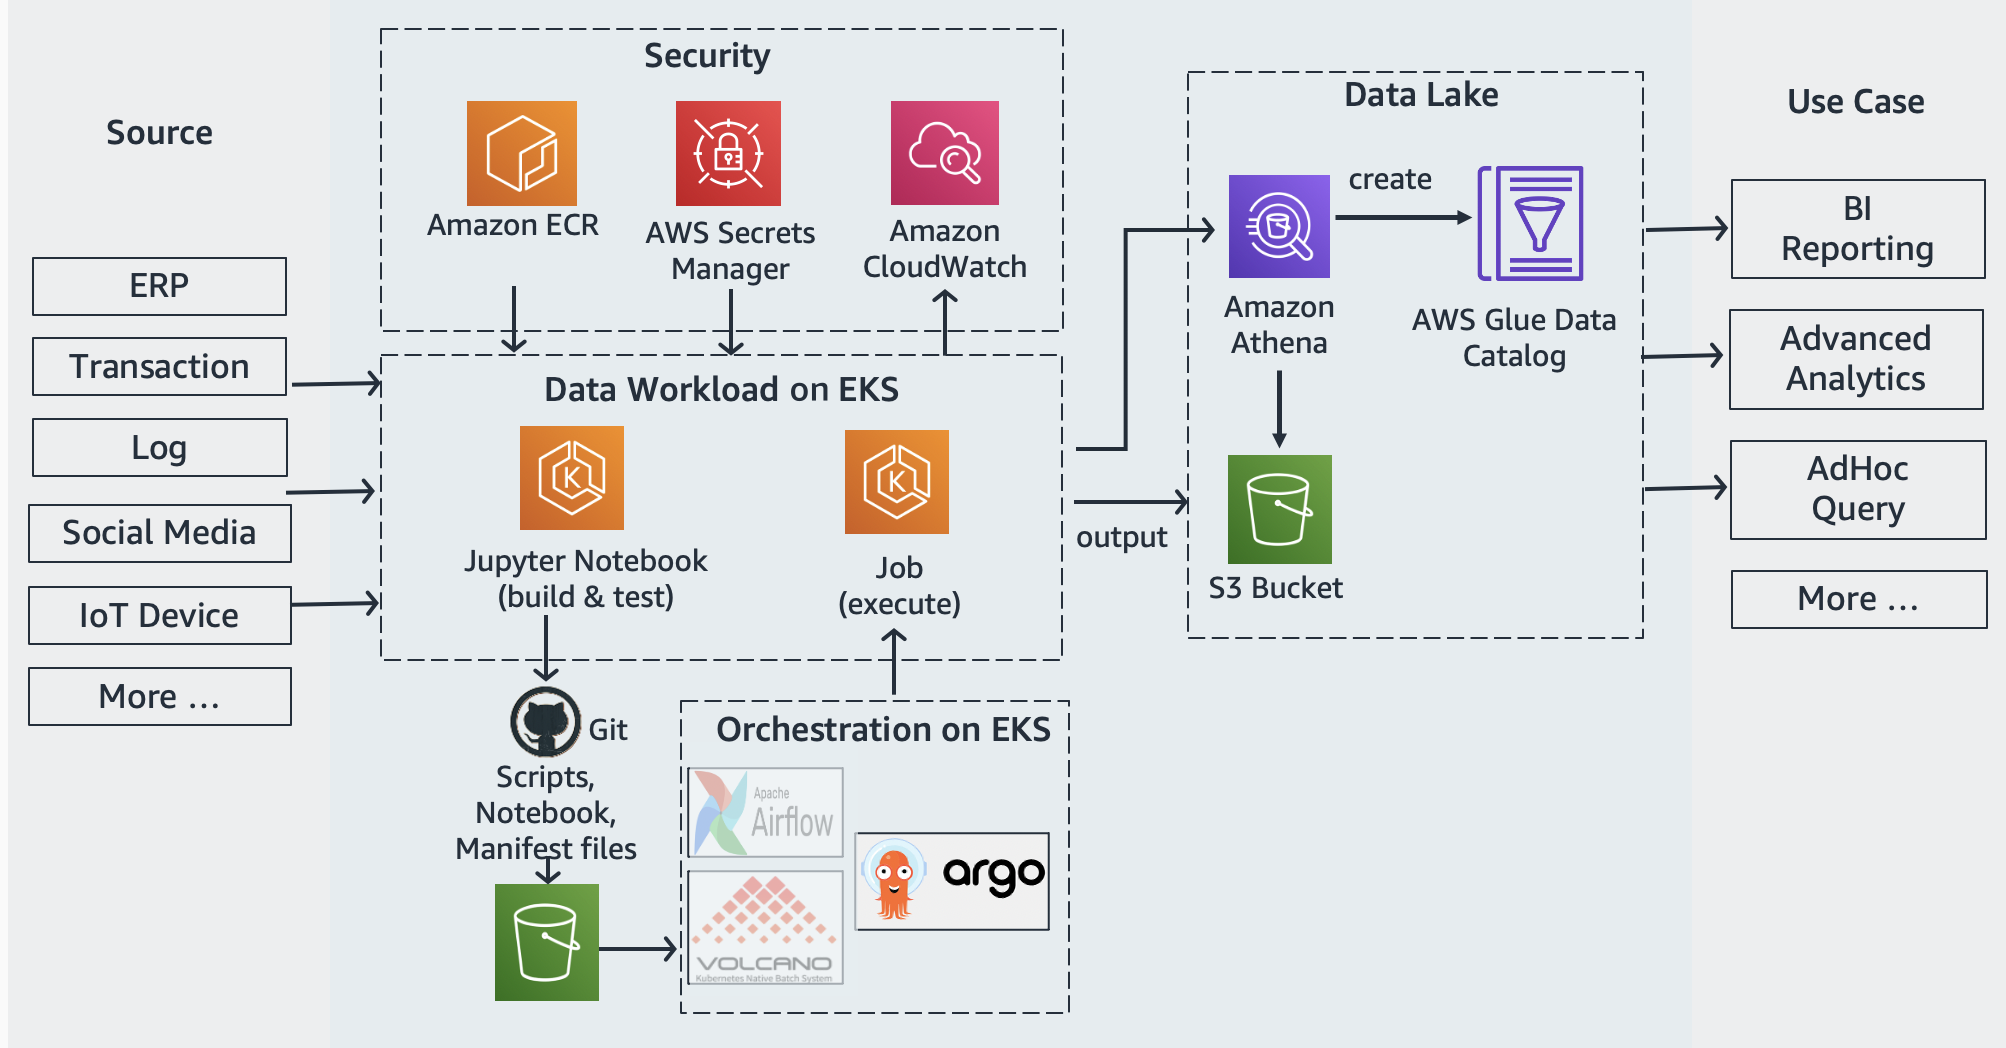 Source
ERP
Transaction
Log
Social Media
IoT Device
More ...
Security
Amazon ECR
AWS Secrets
Manager
Amazon
CloudWatch
Data Workload on EKS
K
Jupyter Notebook
(build & test)
K
Job
(execute)
Git
Scripts,
Notebook,
Manifest files
Orchestration on EKS
Apache
Airflow
argo
VOLCANO
Kubernetes Native Batch System
output
Data Lake
create
Amazon
Athena
AWS Glue Data
Catalog
S3 Bucket
Use Case
BI
Reporting
Advanced
Analytics
AdHoc
Query
More ...